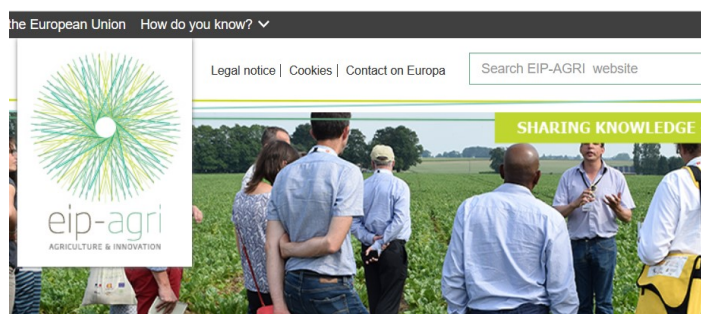 the European Union How do you know?
Legal notice | Cookies | Contact on Europa
Search EIP-AGRI website
SHARING KNOWLEDGE
eip-agri
AGRICULTURE & INNOVATION